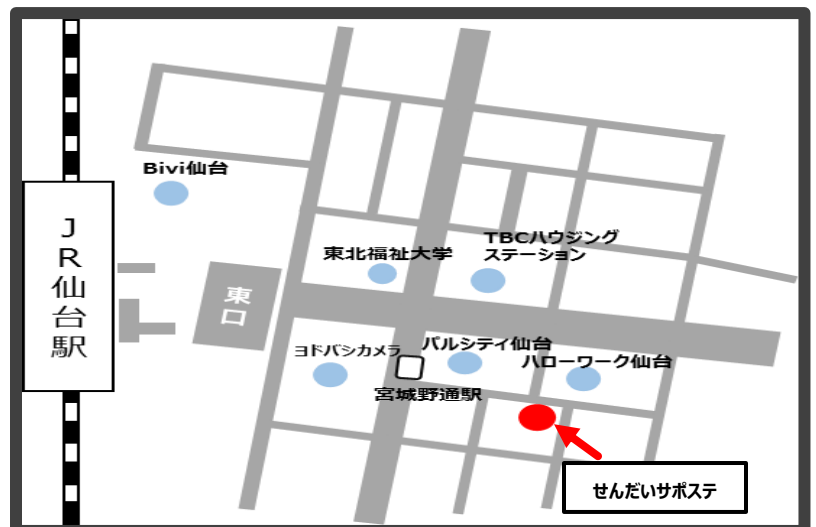 Bivi仙台
JR仙台駅
東口
東北福祉大学
TBCハウジング
ステーション
ヨドバシカメラ
パルシティ仙台
ハローワーク仙台
宮城野通駅
せんだいサポステ